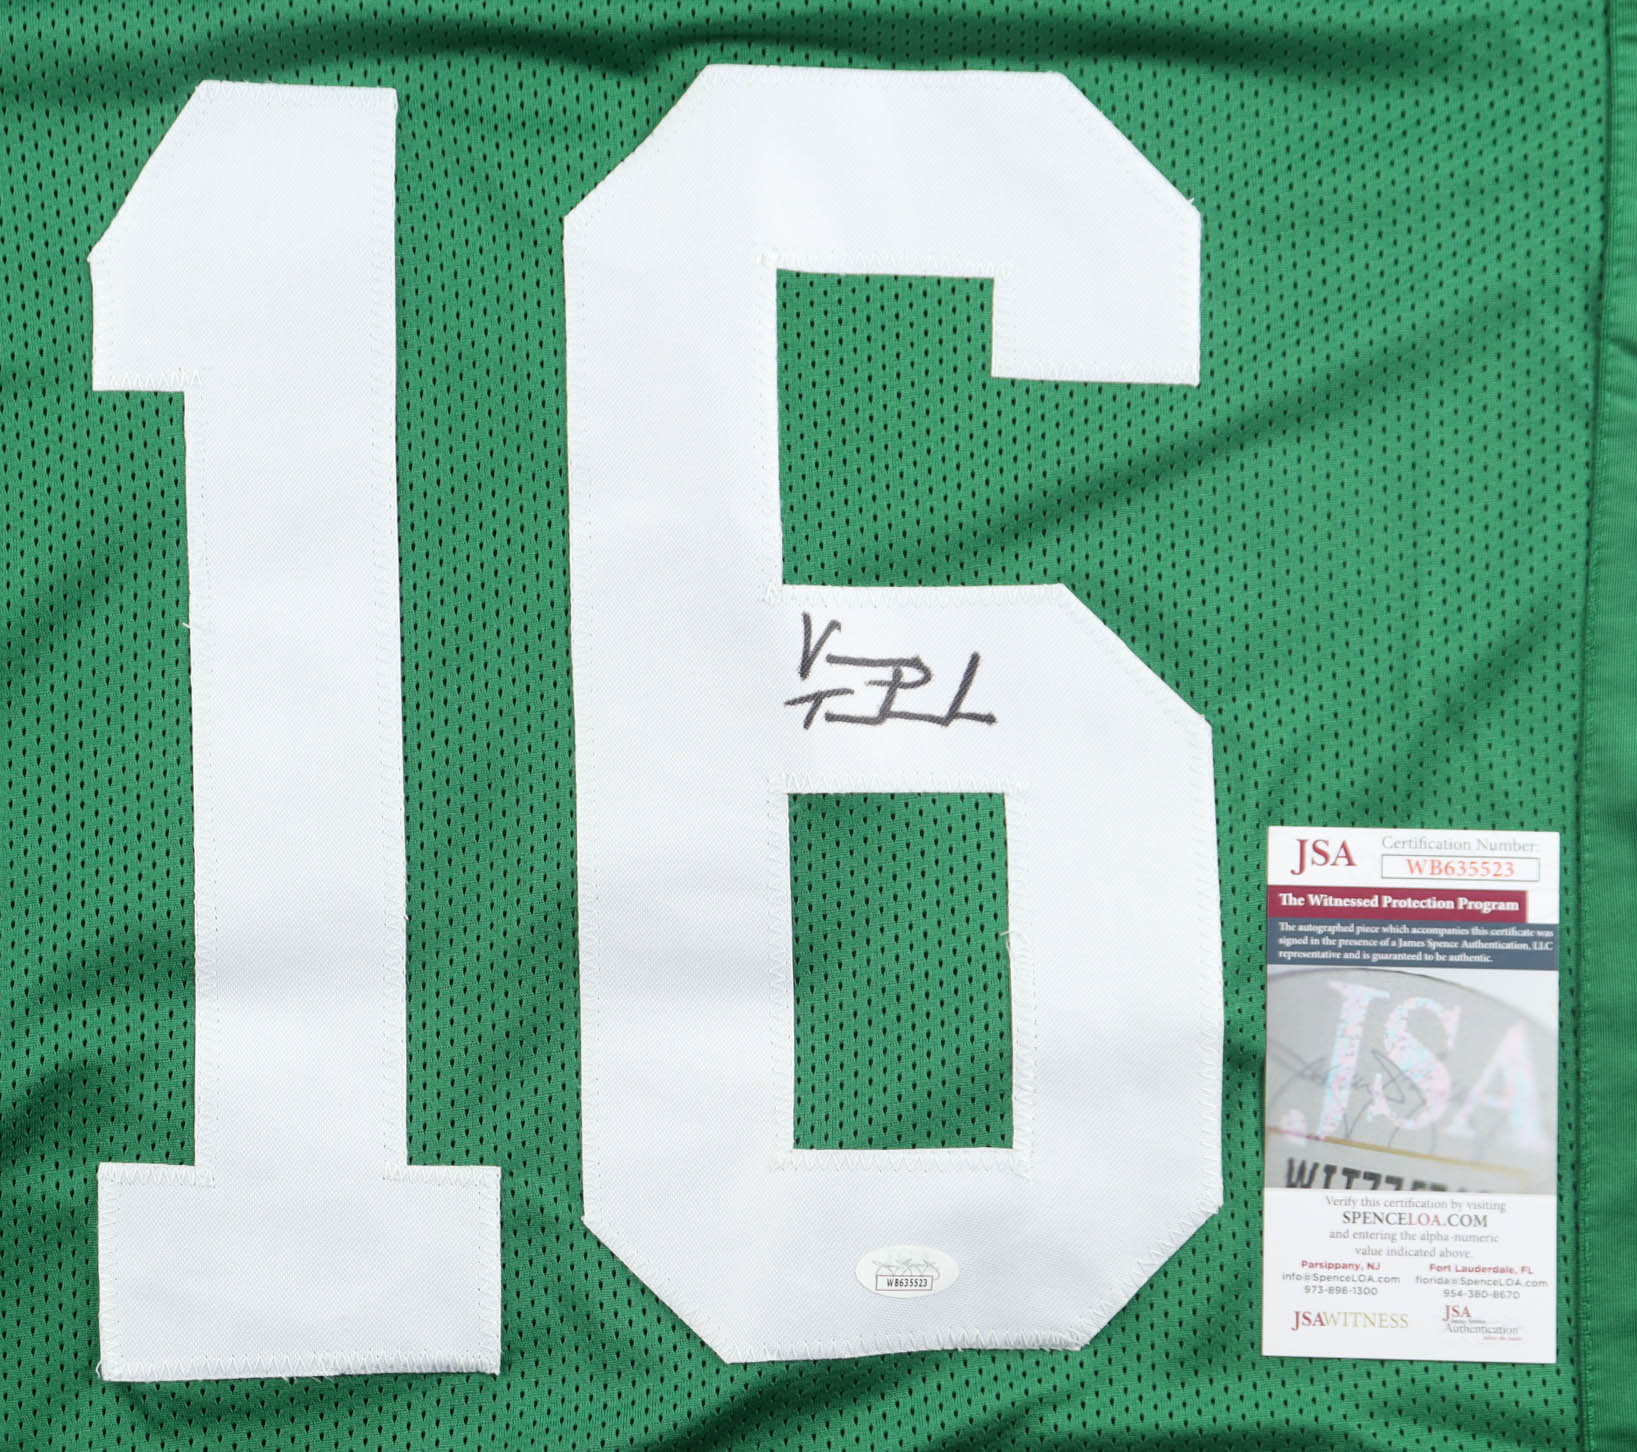 16
JSA
Certification Number:
WB635523
The Witnessed Protection Program
The autographed piece which accompanies this certificate was
signed in the presence of a James Spence Authentication, LLC
representative and is guaranteed to be authentic.
JSA
Verify this certification by visiting
SPENCELOA.COM
and entering the alpha-numeric
value indicated above.
Parsippany, NJ
info@SpenceLOA.com
973-898-1300
Fort Lauderdale, FL
florida@SpenceLOA.com
954-380-8670
JSAWITNESS
JSA
Authentication
WB635523